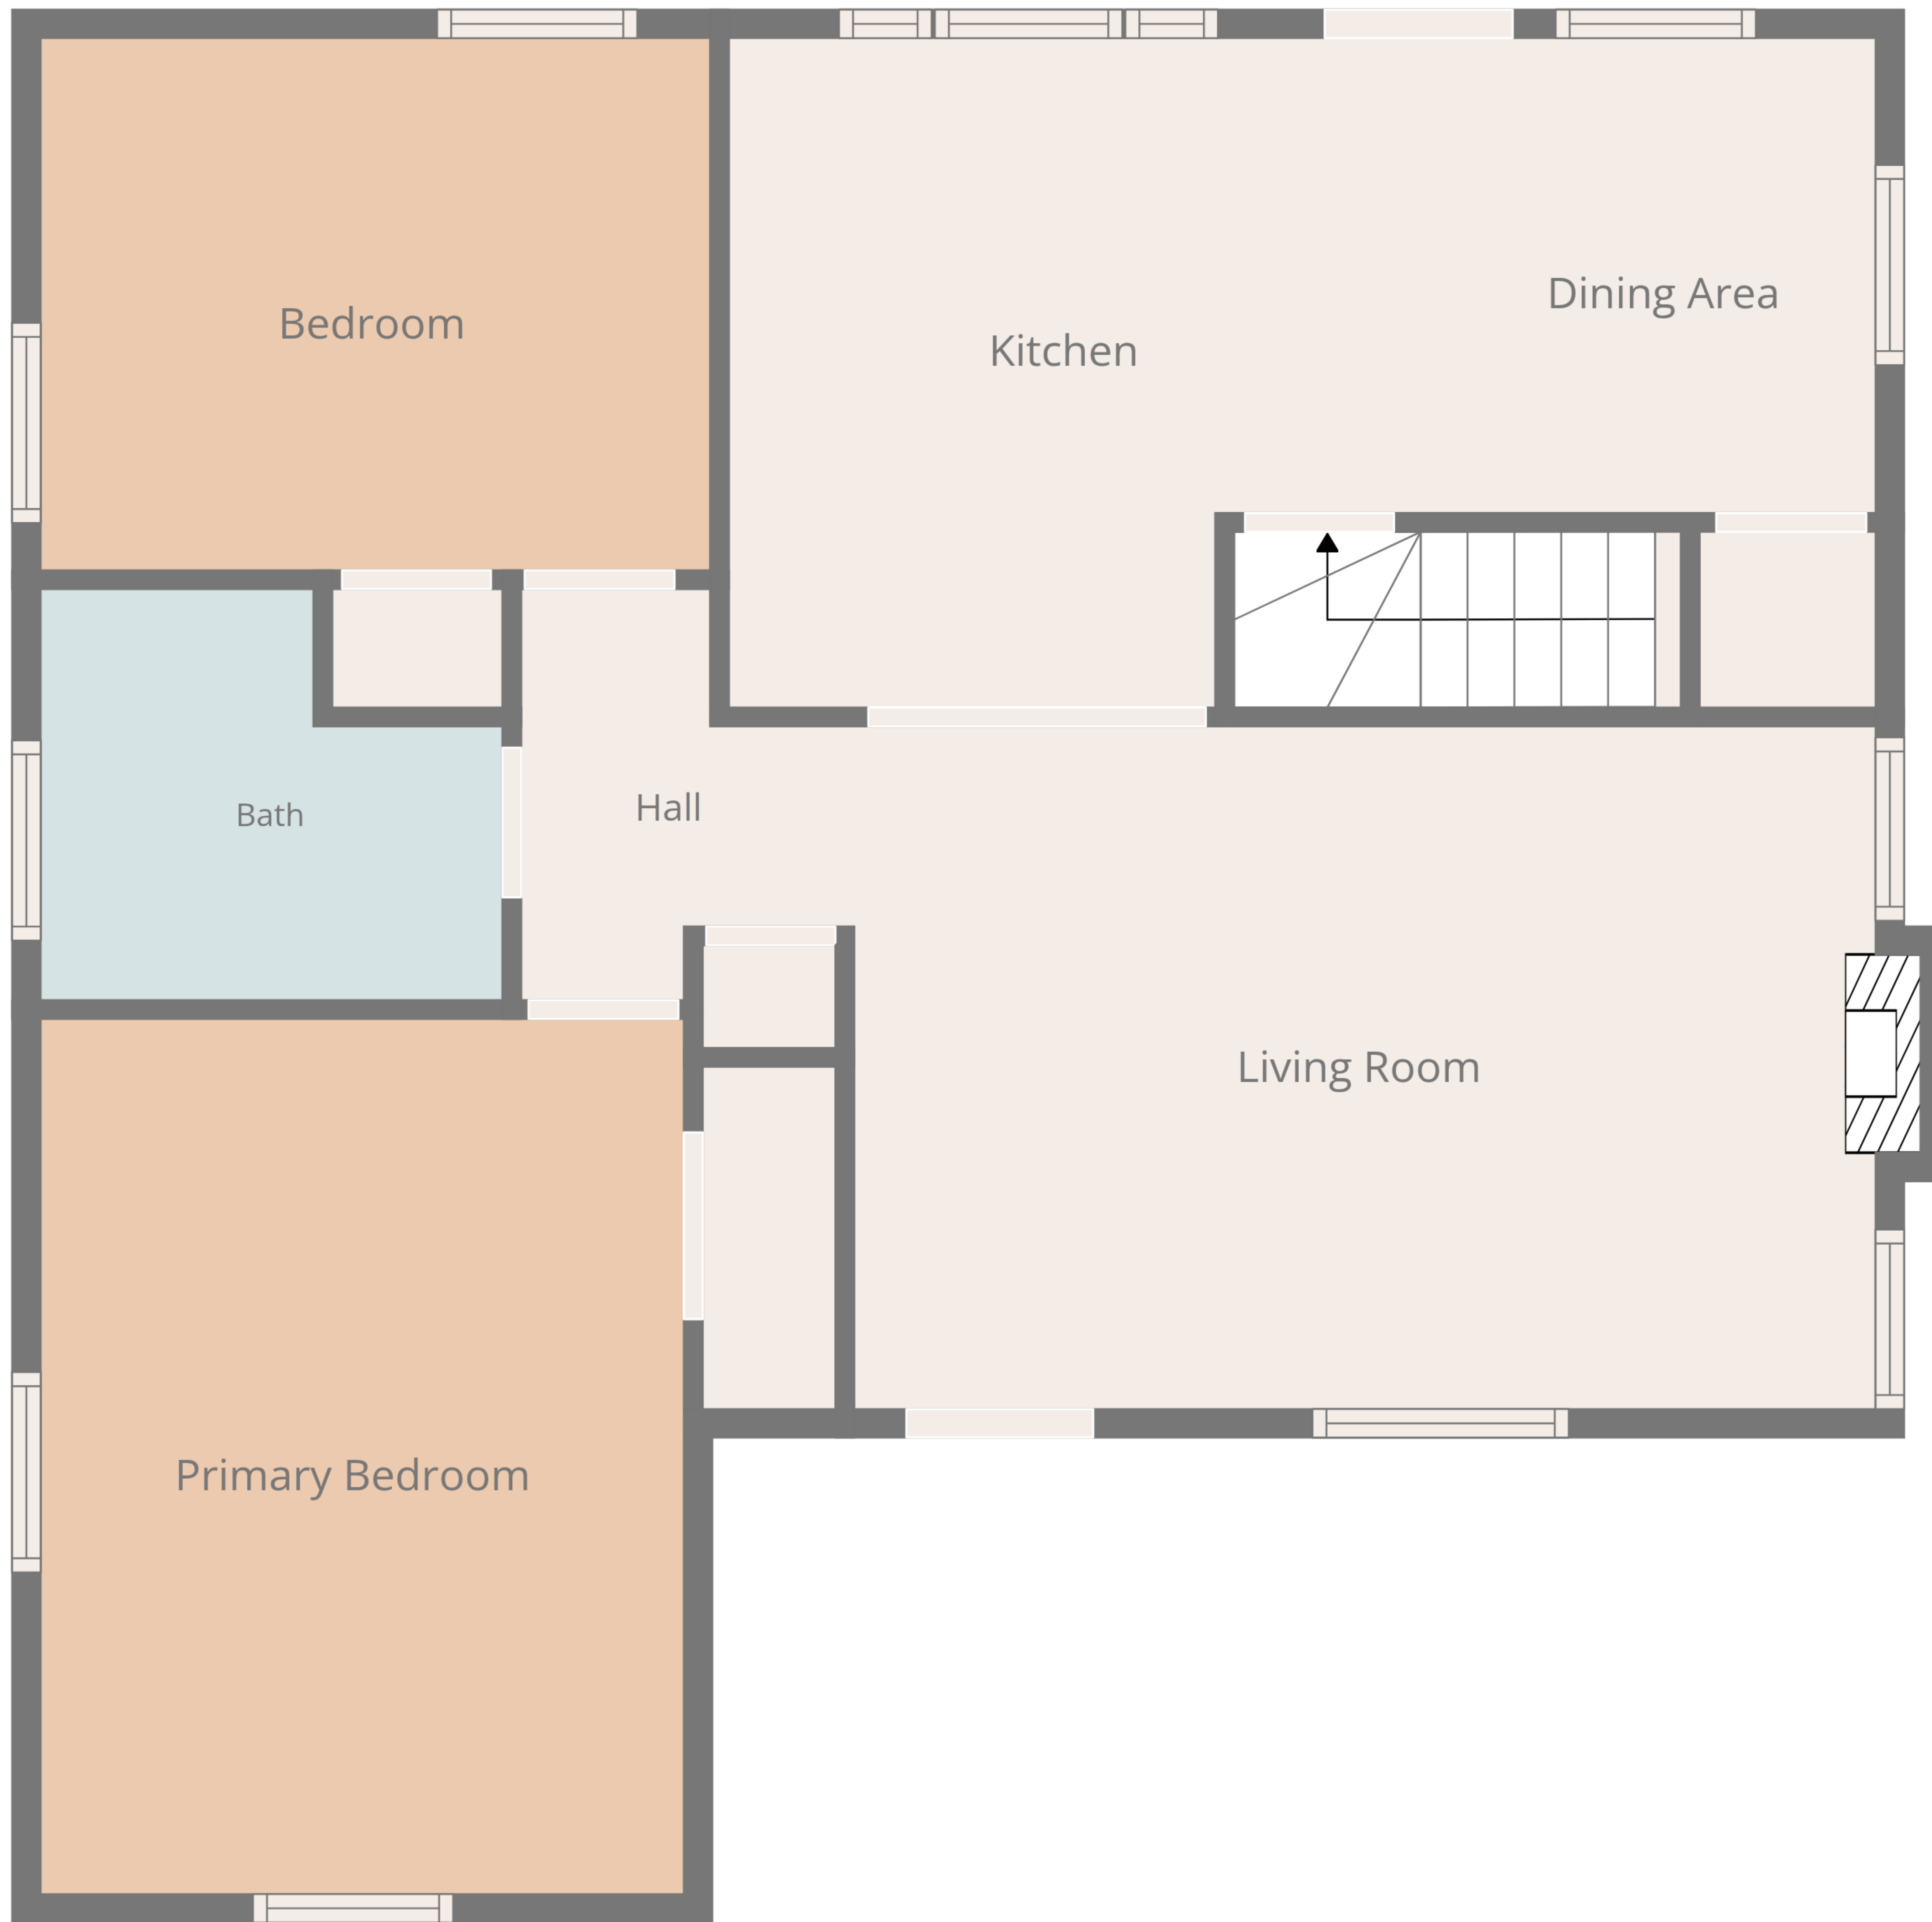 Bedroom
Kitchen
Dining Area
Bath
Hall
Living Room
Primary Bedroom